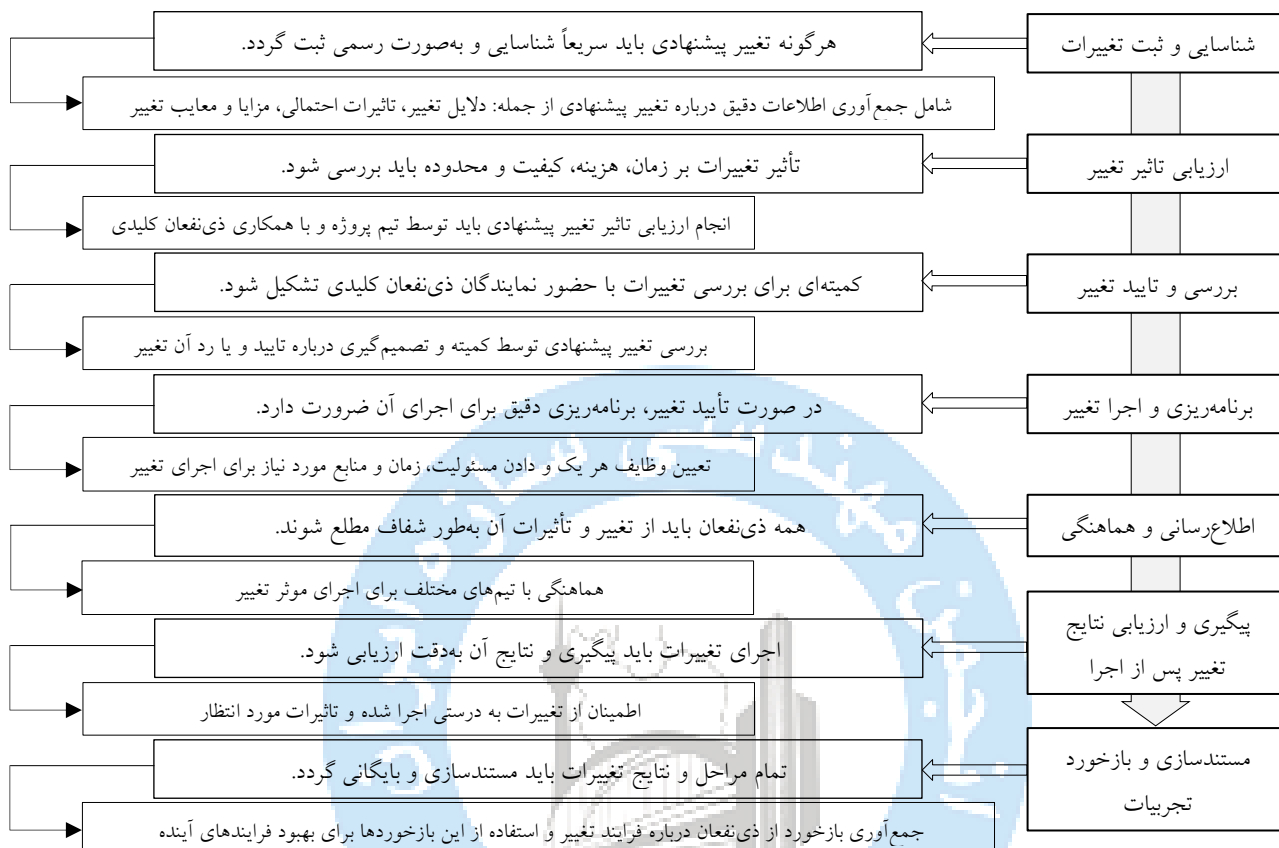 شناسایی و ثبت تغییرات
هرگونه تغییر پیشنهادی باید سریعاً شناسایی و به‌صورت رسمی ثبت گردد.
شامل جمع‌آوری اطلاعات دقیق درباره تغییر پیشنهادی از جمله: دلایل تغییر، تاثیرات احتمالی، مزایا و معایب تغییر
ارزیابی تاثیر تغییر
تأثیر تغییرات بر زمان، هزینه، کیفیت و محدوده باید بررسی شود.
انجام ارزیابی تاثیر تغییر پیشنهادی باید توسط تیم پروژه و با همکاری ذی‌نفعان کلیدی
بررسی و تایید تغییر
کمیته‌ای برای بررسی تغییرات با حضور نمایندگان ذی‌نفعان کلیدی تشکیل شود.
بررسی تغییر پیشنهادی توسط کمیته و تصمیم‌گیری درباره تایید و یا رد آن تغییر
برنامه‌ریزی و اجرا تغییر
در صورت تأیید تغییر، برنامه‌ریزی دقیق برای اجرای آن ضرورت دارد.
تعیین وظایف هر یک و دادن مسئولیت، زمان و منابع مورد نیاز برای اجرای تغییر
اطلاع‌رسانی و هماهنگی
همه ذی‌نفعان باید از تغییر و تأثیرات آن به‌طور شفاف مطلع شوند.
هماهنگی با تیم‌های مختلف برای اجرای موثر تغییر
پیگیری و ارزیابی نتایج
تغییر پس از اجرا
اجرای تغییرات باید پیگیری و نتایج آن به‌دقت ارزیابی شود.
اطمینان از تغییرات به درستی اجرا شده و تاثیرات مورد انتظار
مستندسازی و بازخورد
تجربیات
تمام مراحل و نتایج تغییرات باید مستندسازی و بایگانی گردد.
جمع‌آوری بازخورد از ذی‌نفعان درباره فرایند تغییر و استفاده از این بازخوردها برای بهبود فرایندهای آینده
انجمن مهندسی سازه ایران